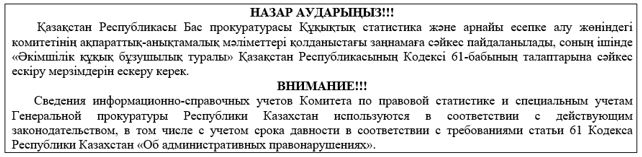 НАЗАР АУДАРЫҢЫЗ!!!
Қазақстан Республикасы Бас прокуратурасы Құқықтық статистика және арнайы есепке алу жөніндегі
комитетінің ақпараттық-анықтамалық мәліметтері қолданыстағы заңнамаға сәйкес пайдаланылады, соның ішінде
«Әкімшілік құқық бұзушылық туралы» Қазақстан Республикасының Кодексі 61-бабының талаптарына сәйкес
ескіру мерзімдерін ескеру керек.
ВНИМАНИЕ!!!
Сведения информационно-справочных учетов Комитета по правовой статистике и специальным учетам
Генеральной прокуратуры Республики Казахстан используются в соответствии с действующим
законодательством, в том числе с учетом срока давности в соответствии с требованиями статьи 61 Кодекса
Республики Казахстан «Об административных правонарушениях».